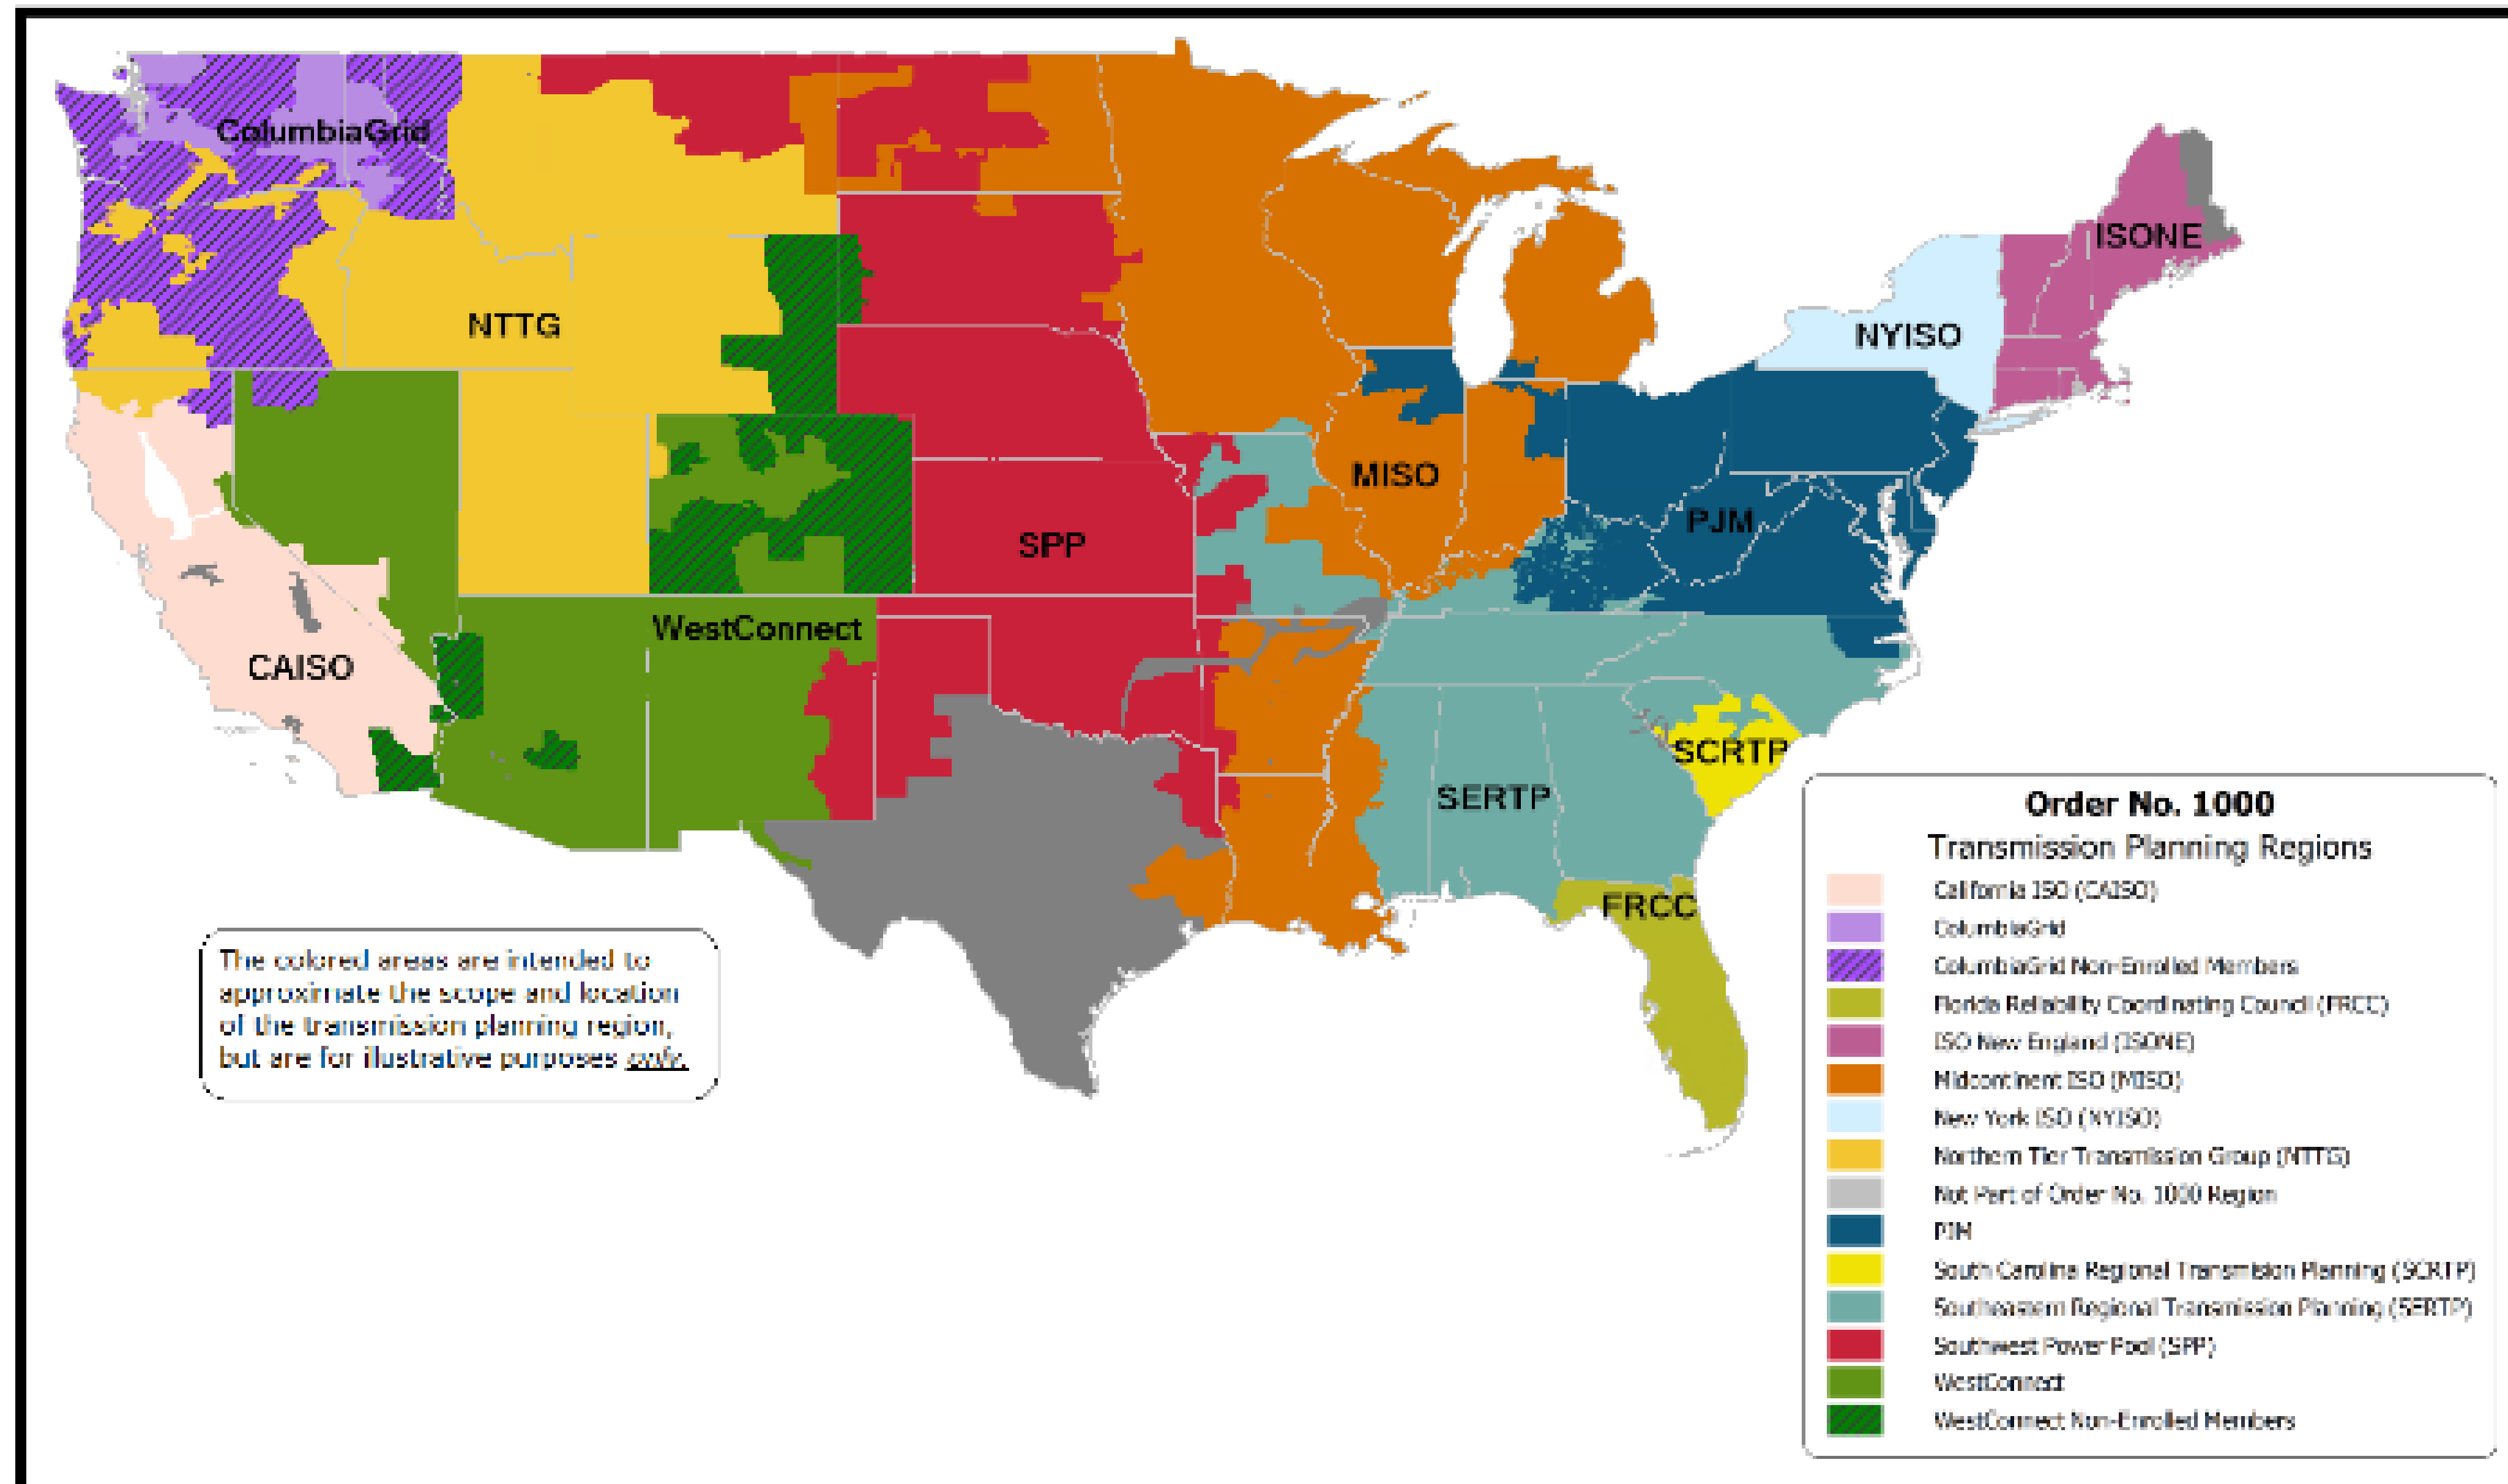 ColumbiaGrid
ISONE
NTTG
NYISO
MISO
PJM
SPP
WestConnect
CAISO
SCRTP
SERTP
FRCC
The colored areas are intended to
approximate the scope and location
of the transmission planning region,
but are for illustrative purposes only.
Order No. 1000
Transmission Planning Regions
California ISO (CAISO)
ColumbiaGrid
ColumbiaGrid Non-Enrolled Members
Florida Reliability Coordinating Council (FRCC)
ISO New England (ISONE)
Midcontinent ISO (MISO)
New York ISO (NYISO)
Northern Tier Transmission Group (NTTG)
Not Part of Order No. 1000 Region
PJM
South Carolina Regional Transmision Planning (SCRTP)
Southeastern Regional Transmission Planning (SERTP)
Southwest Power Pool (SPP)
WestConnect
WestConnect Non-Enrolled Members